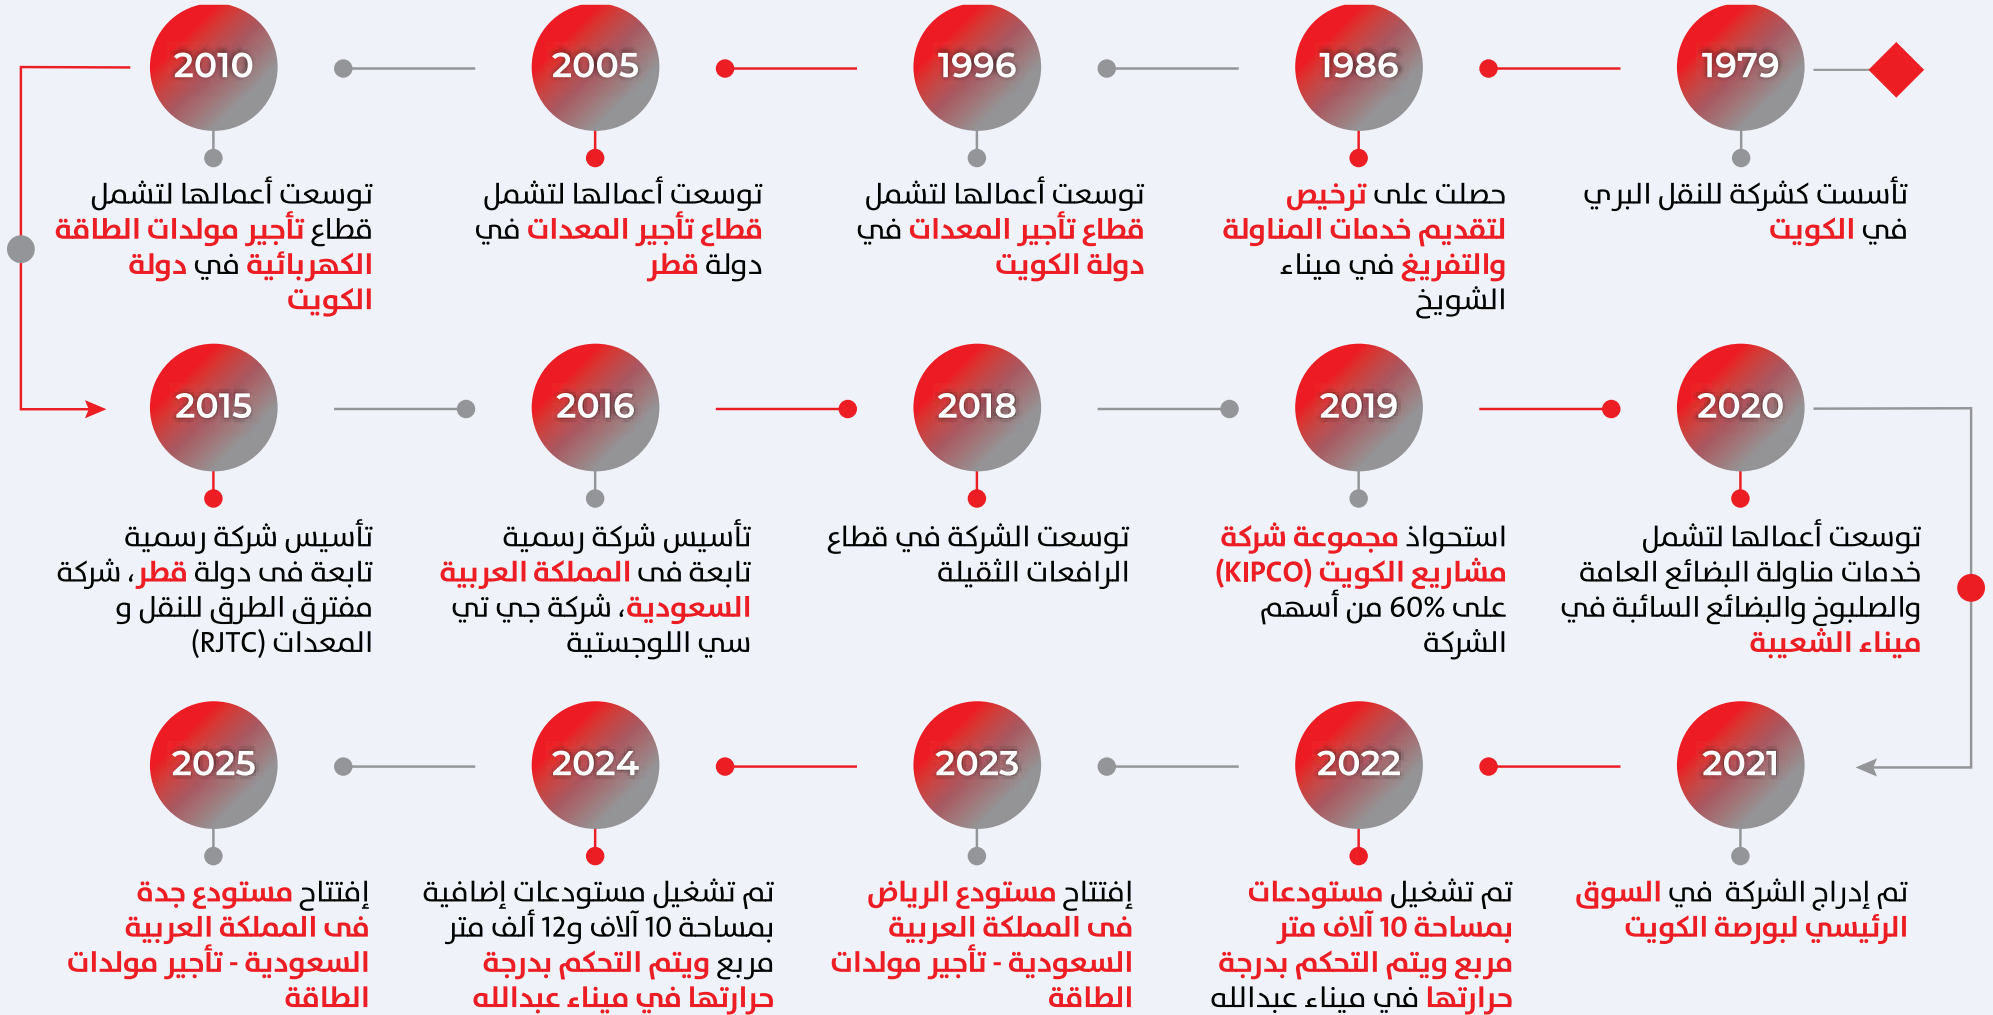 1979
تأسست كشركة للنقل البري
في الكويت
1986
حصلت على ترخيص
لتقديم خدمات المناولة
والتفريغ في ميناء
الشويخ
1996
توسعت أعمالها لتشمل
قطاع تأجير المعدات في
دولة الكويت
2005
توسعت أعمالها لتشمل
قطاع تأجير المعدات في
دولة قطر
2010
توسعت أعمالها لتشمل
قطاع تأجير مولدات الطاقة
الكهربائية في دولة
الكويت
2015
تأسيس شركة رسمية
تابعة فى دولة قطر، شركة
مفترق الطرق للنقل و
المعدات (RJTC)
2016
تأسيس شركة رسمية
تابعة فى المملكة العربية
السعودية، شركة جي تي
سي اللوجستية
2018
توسعت الشركة في قطاع
الرافعات الثقيلة
2019
استحواذ مجموعة شركة
مشاريع الكويت (KIPCO)
على 60% من أسهم
الشركة
2020
توسعت أعمالها لتشمل
خدمات مناولة البضائع العامة
والصلبوخ والبضائع السائبة في
ميناء الشعيبة
2021
تم إدراج الشركة في السوق
الرئيسي لبورصة الكويت
2022
تم تشغيل مستودعات
بمساحة 10 آلاف متر
مربع ويتم التحكم بدرجة
حرارتها في ميناء عبدالله
2023
إفتتاح مستودع الرياض
فى المملكة العربية
السعودية - تأجير مولدات
الطاقة
2024
تم تشغيل مستودعات إضافية
بمساحة 10 آلاف و12 ألف متر
مربع ويتم التحكم بدرجة
حرارتها في ميناء عبدالله
2025
إفتتاح مستودع جدة
فى المملكة العربية
السعودية - تأجير مولدات
الطاقة